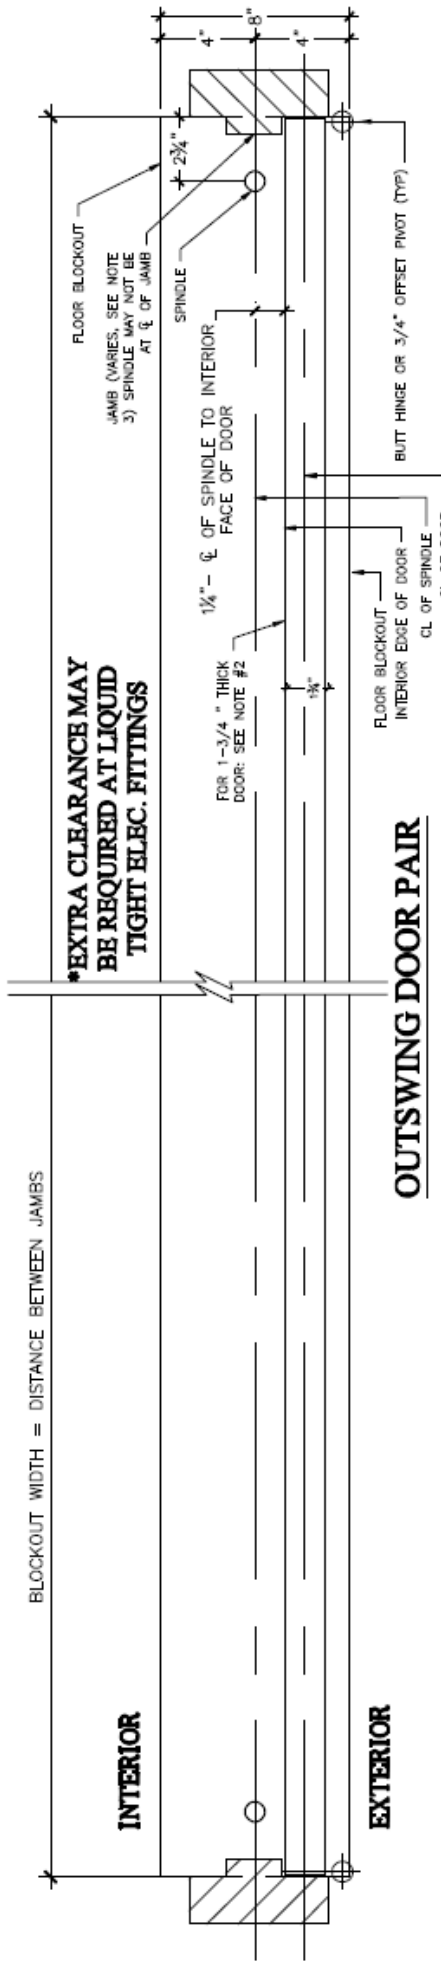 BLOCKOUT WIDTH = DISTANCE BETWEEN JAMBS
INTERIOR
*EXTRA CLEARANCE MAY
BE REQUIRED AT LIQUID
TIGHT ELEC. FITTINGS
FLOOR BLOCKOUT
JAMB (VARIES, SEE NOTE
3) SPINDLE MAY NOT BE
AT ℄ OF JAMB
SPINDLE
2¾"
4"
8"
4"
1¼"- ℄ OF SPINDLE TO INTERIOR
FACE OF DOOR
FOR 1-3/4 " THICK
DOOR: SEE NOTE #2
1¾"
EXTERIOR
OUTSWING DOOR PAIR
FLOOR BLOCKOUT
INTERIOR EDGE OF DOOR
CL OF SPINDLE
BUTT HINGE OR 3/4" OFFSET PIVOT (TYP)